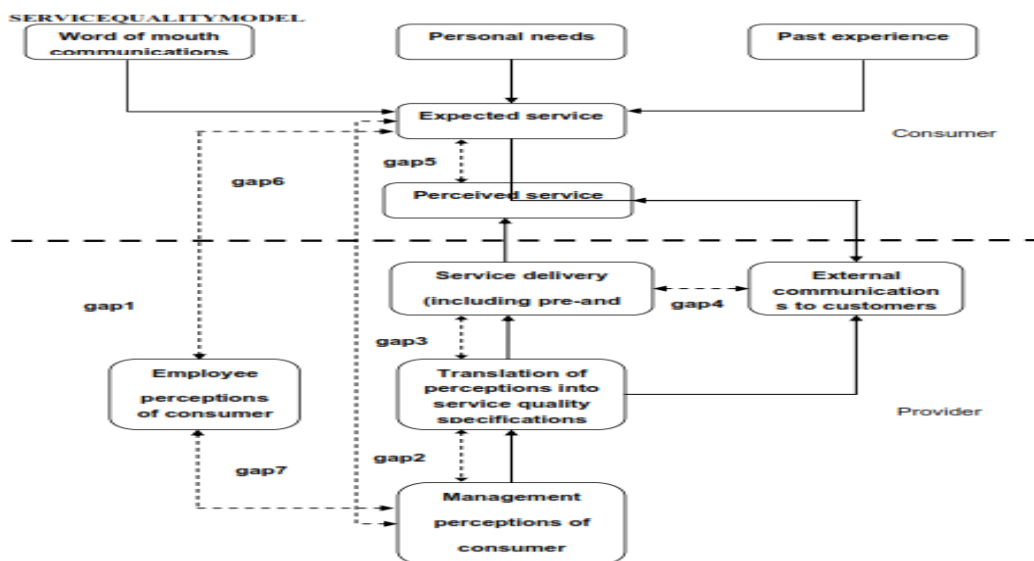 SERVICEQUALITYMODEL
Word of mouth
communications
Personal needs
Past experience
Expected service
Consumer
gap5
gap6
Perceived service
Service delivery
(including pre-and
External
communication
s to customers
gap1
gap4
gap3
Employee
perceptions
of consumer
Translation of
perceptions into
service quality
specifications
Provider
gap2
gap7
Management
perceptions of
consumer